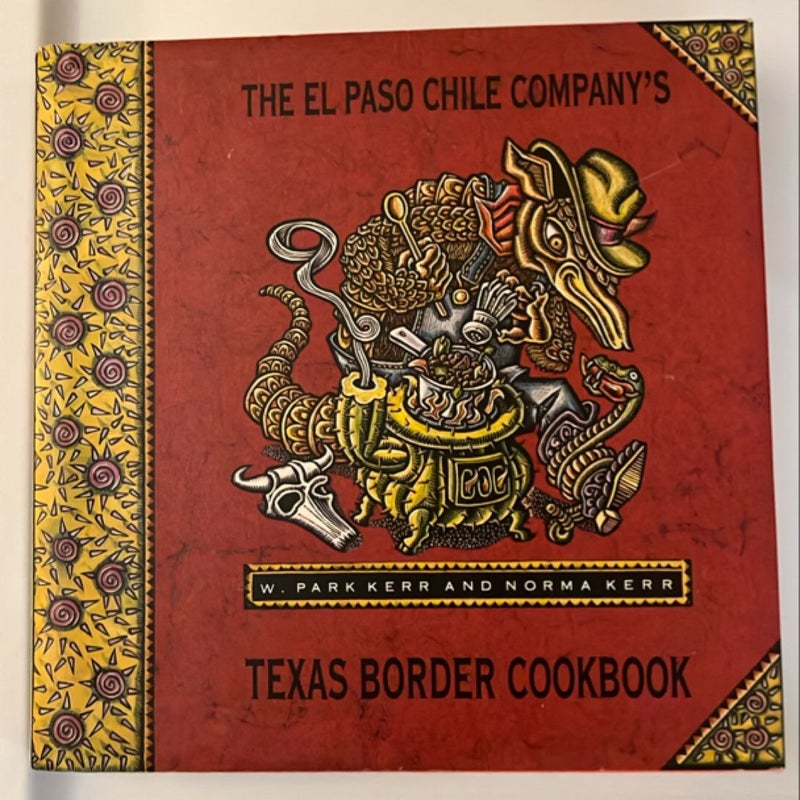 THE EL PASO CHILE COMPANY'S
W. PARK KERR AND NORMA KERR
TEXAS BORDER COOKBOOK